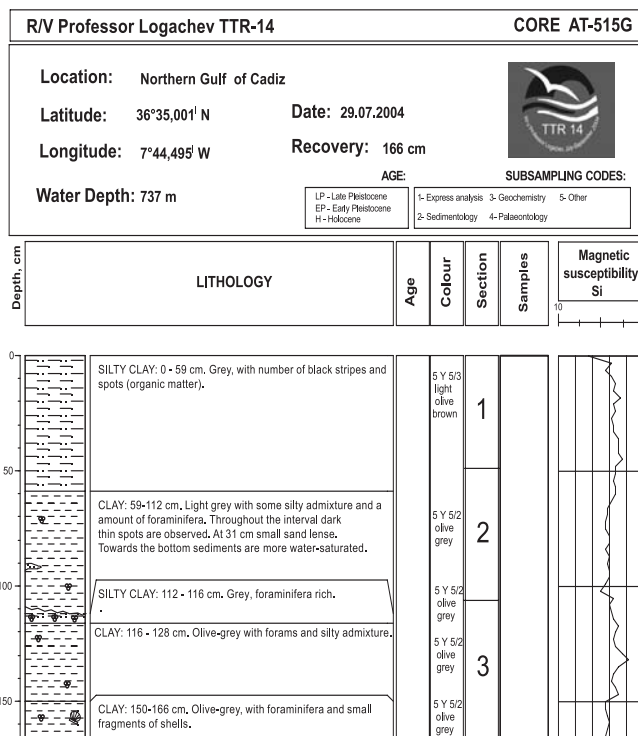 R/V Professor Logachev TTR-14
CORE AT-515G
Location: Northern Gulf of Cadiz
Latitude: 36°35,001' N
Date: 29.07.2004
Longitude: 7°44,495' W
Recovery: 166 cm
TTR 14
Water Depth: 737 m
AGE:
LP - Late Pleistocene
EP - Early Pleistocene
H - Holocene
SUBSAMPLING CODES:
1- Express analysis 3- Geochemistry 5- Other
2- Sedimentology 4- Palaeontology
Depth, cm
LITHOLOGY
Age
Colour
Section
Samples
Magnetic
susceptibility
Si
10
0
SILTY CLAY: 0 - 59 cm. Grey, with number of black stripes and
spots (organic matter).
5 Y 5/3
light
olive
brown
1
50
CLAY: 59-112 cm. Light grey with some silty admixture and a
amount of foraminifera. Throughout the interval dark
thin spots are observed. At 31 cm small sand lense.
Towards the bottom sediments are more water-saturated.
5 Y 5/2
olive
grey
2
100
SILTY CLAY: 112 - 116 cm. Grey, foraminifera rich.
.
5 Y 5/2
olive
grey
CLAY: 116 - 128 cm. Olive-grey with forams and silty admixture.
5 Y 5/2
olive
grey
3
150
CLAY: 150-166 cm. Olive-grey, with foraminifera and small
fragments of shells.
5 Y 5/2
olive
grey